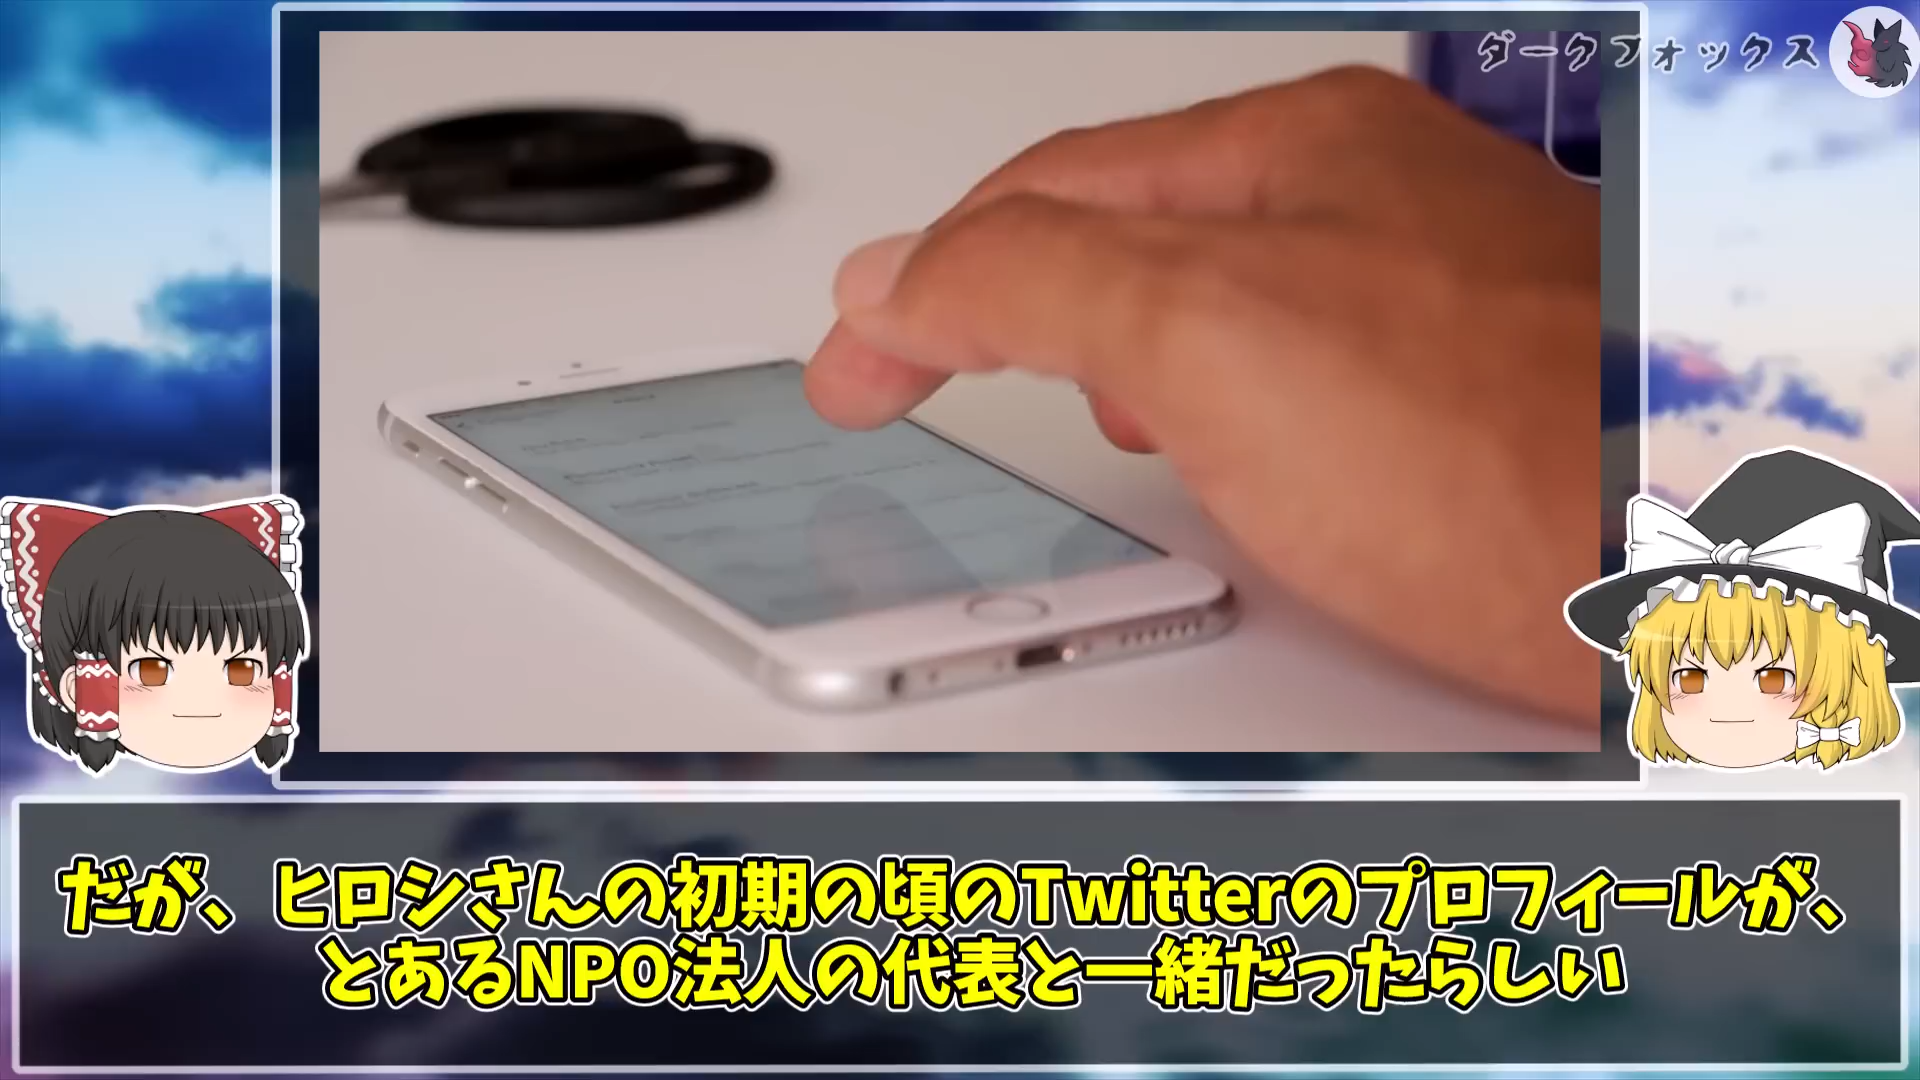 ダークフォックス
だが、ヒロシさんの初期の頃のTwitterのプロフィールが、
とあるNPO法人の代表と一緒だったらしい